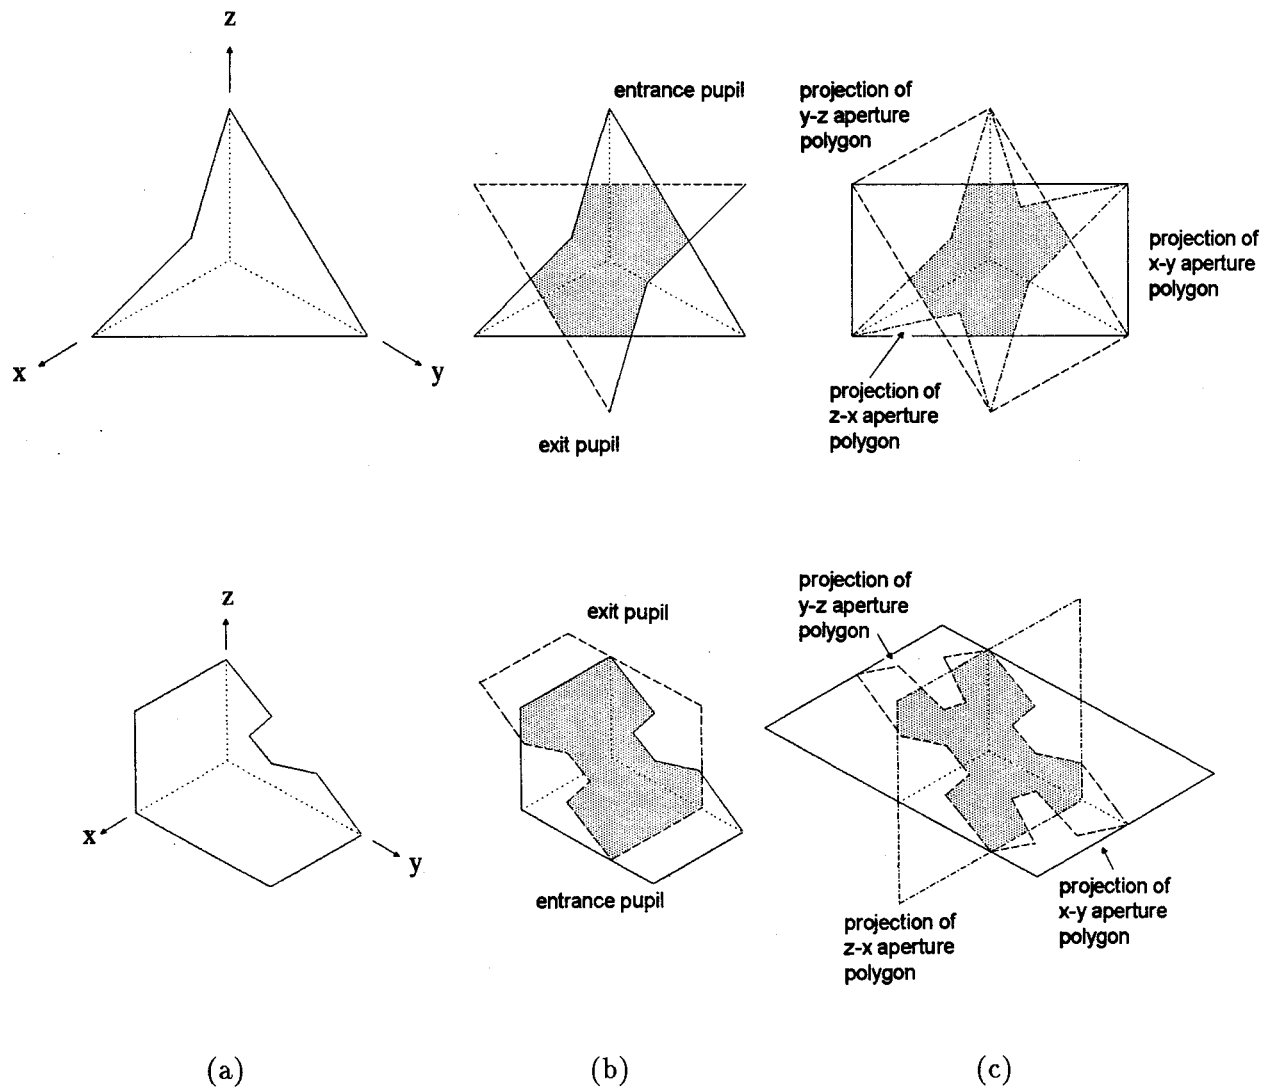 z
x
y
entrance pupil
exit pupil
projection of
y-z aperture
polygon
projection of
x-y aperture
polygon
projection of
z-x aperture
polygon
z
x
y
exit pupil
entrance pupil
projection of
y-z aperture
polygon
projection of
z-x aperture
polygon
projection of
x-y aperture
polygon
(a)
(b)
(c)